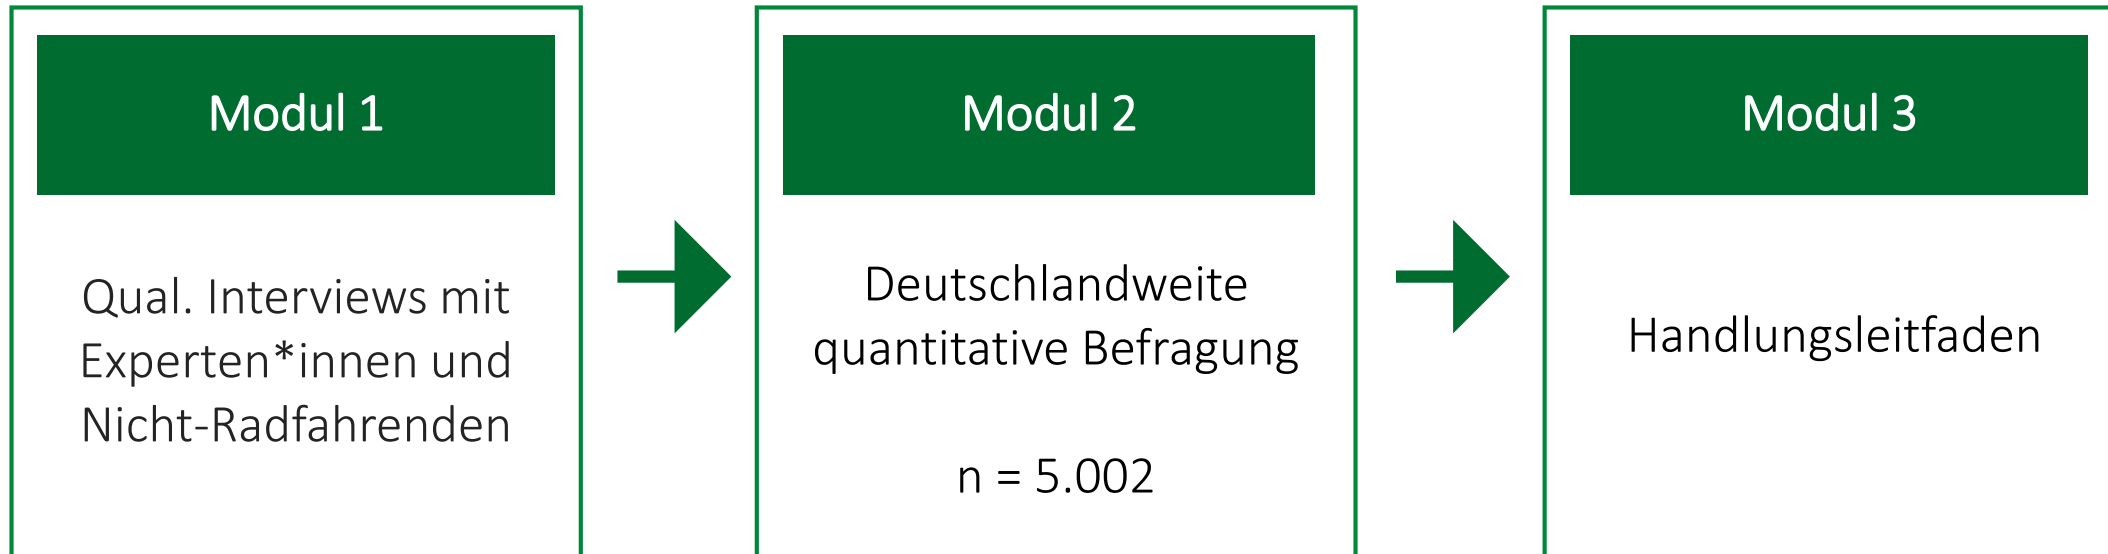 Modul 1
Qual. Interviews mit
Experten*innen und
Nicht-Radfahrenden
Modul 2
Deutschlandweite
quantitative Befragung
n = 5.002
Modul 3
Handlungsleitfaden